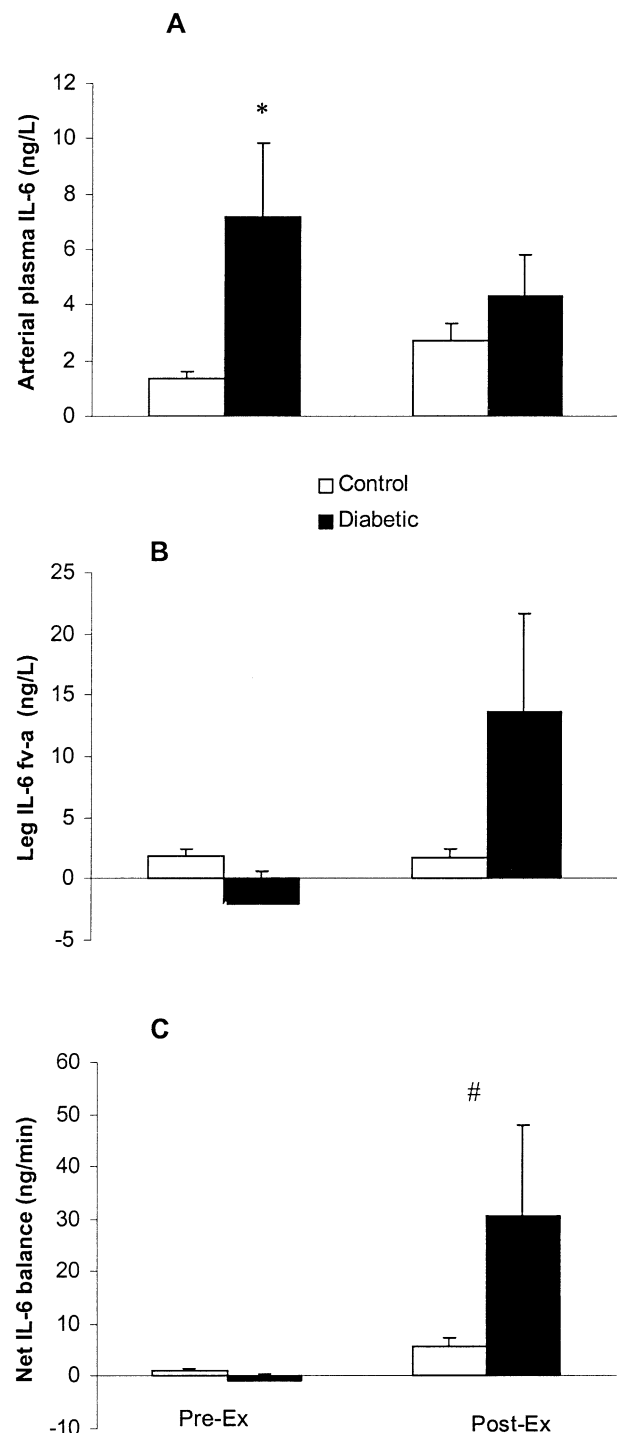 A
Arterial plasma IL-6 (ng/L)
12
10
8
6
4
2
0
*
Control
Diabetic
B
Leg IL-6 fv-a (ng/L)
25
20
15
10
5
0
-5
C
Net IL-6 balance (ng/min)
60
50
40
30
20
10
0
-10
#
Pre-Ex
Post-Ex